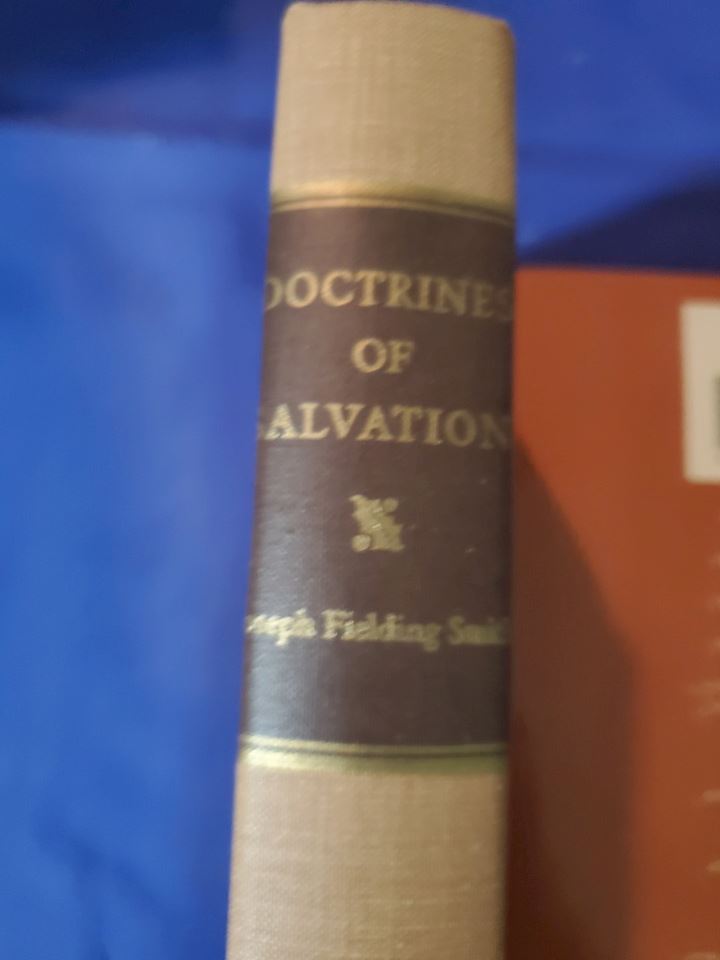 DOCTRINES
OF
SALVATION
Joseph Fielding Smith